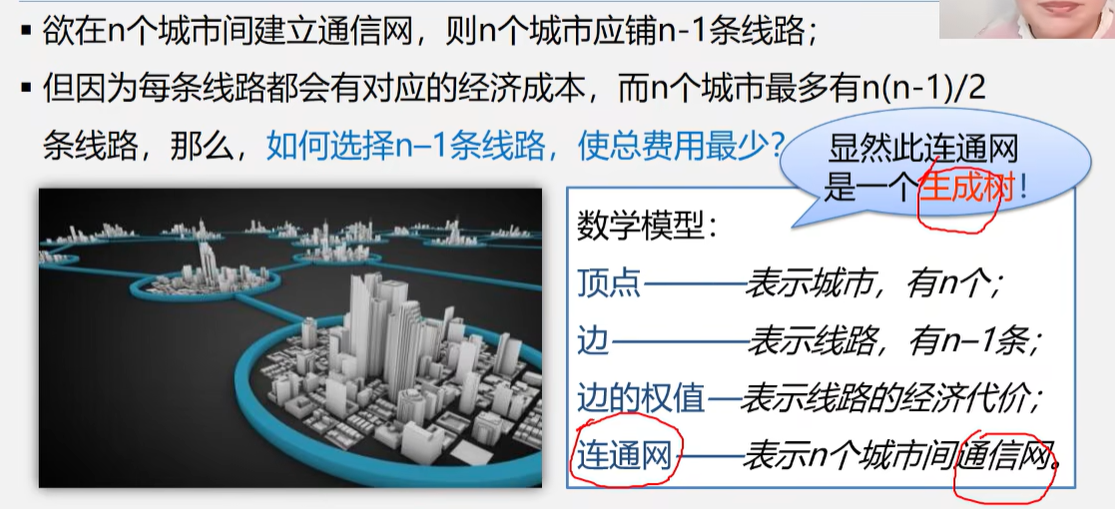 欲在n个城市间建立通信网，则n个城市应铺n-1条线路；
但因为每条线路都会有对应的经济成本，而n个城市最多有n(n-1)/2
条线路，那么，如何选择n–1条线路，使总费用最少？
显然此连通网
是一个生成树！
数学模型：
顶点———表示城市，有n个；
边————表示线路，有n–1条；
边的权值—表示线路的经济代价；
连通网——表示n个城市间通信网。